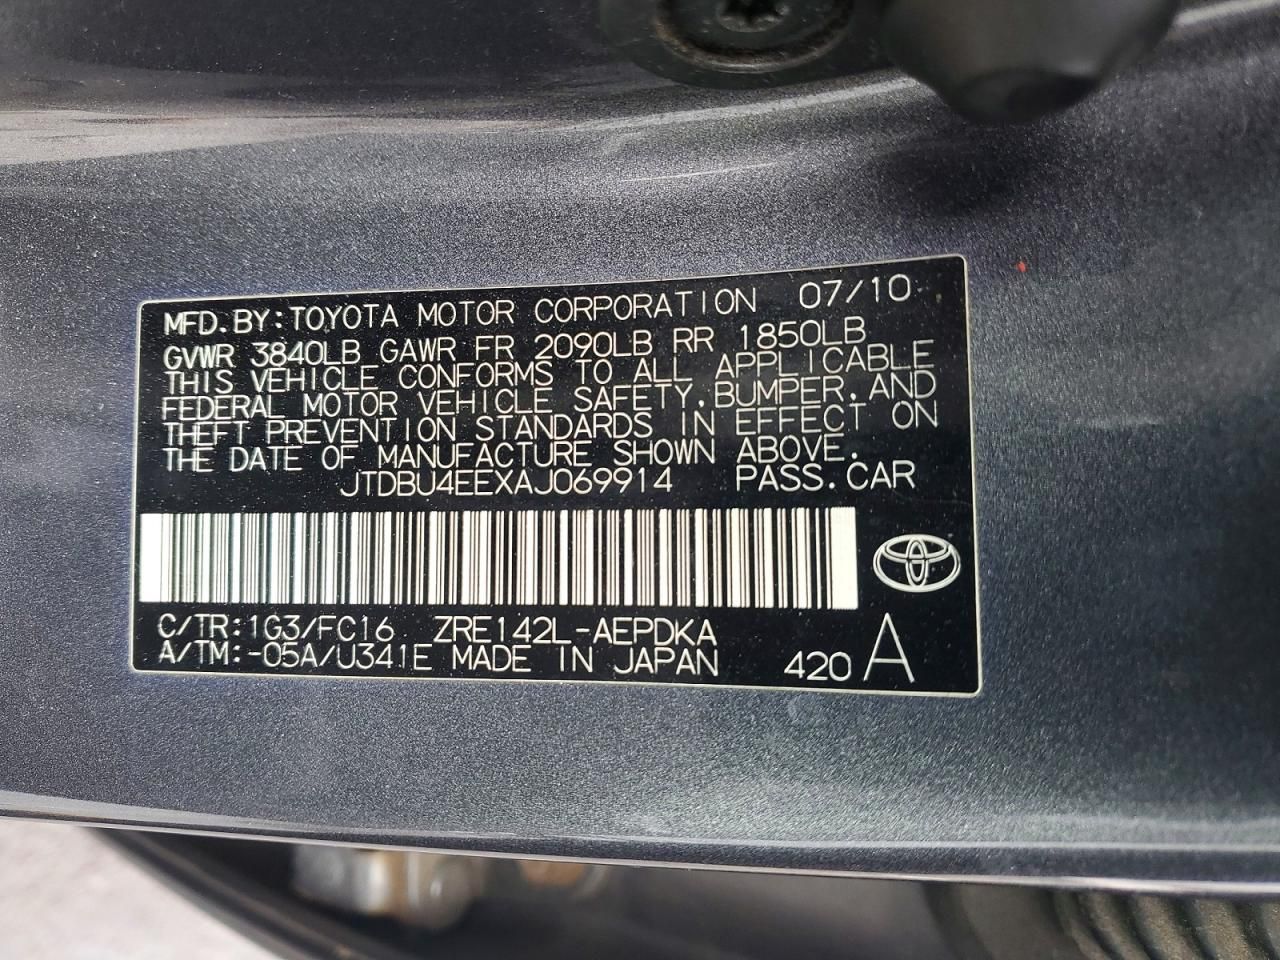 MFD.BY:TOYOTA MOTOR CORPORATION 07/10
GVWR 3840LB GAWR FR 2090LB RR 1850LB
THIS VEHICLE CONFORMS TO ALL APPLICABLE
FEDERAL MOTOR VEHICLE SAFETY,BUMPER,AND
THEFT PREVENTION STANDARDS IN EFFECT ON
THE DATE OF MANUFACTURE SHOWN ABOVE.
JTDBU4EEXAJ069914 PASS.CAR
C/TR:1G3/FC16 ZRE142L-AEPDKA
A/TM:-05A/U341E MADE IN JAPAN 420 A